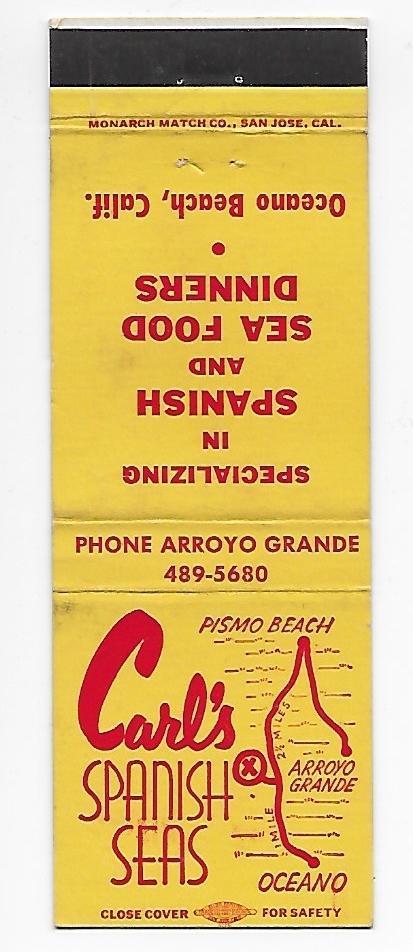 MONARCH MATCH CO., SAN JOSE, CAL.
SPECIALIZING
IN
SPANISH
AND
SEA FOOD
DINNERS
•
Oceano Beach, Calif.
PHONE ARROYO GRANDE
489-5680
Carl's
SPANISH
SEAS
PISMO BEACH
2½ MILES
X
ARROYO
GRANDE
1 MILE
OCEANO
CLOSE COVER FOR SAFETY